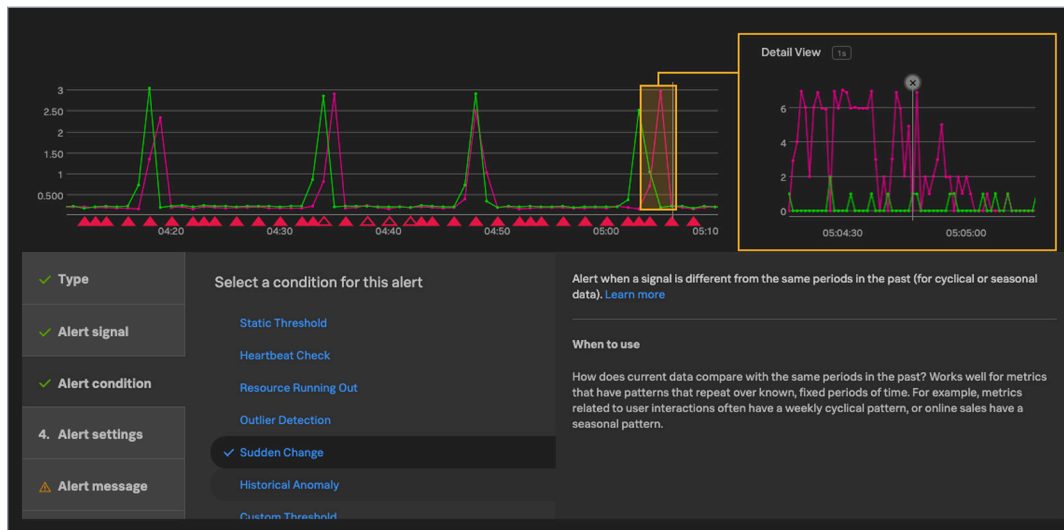 Detail View 1s
3
2.50
2
1.50
1
0.500
04:20 04:30 04:40 04:50 05:00 05:10
6
4
2
0
05:04:30 05:05:00
Type
Alert signal
Alert condition
4. Alert settings
Alert message
Select a condition for this alert
Static Threshold
Heartbeat Check
Resource Running Out
Outlier Detection
Sudden Change
Historical Anomaly
Custom Threshold
Alert when a signal is different from the same periods in the past (for cyclical or seasonal
data). Learn more
When to use
How does current data compare with the same periods in the past? Works well for metrics
that have patterns that repeat over known, fixed periods of time. For example, metrics
related to user interactions often have a weekly cyclical pattern, or online sales have a
seasonal pattern.